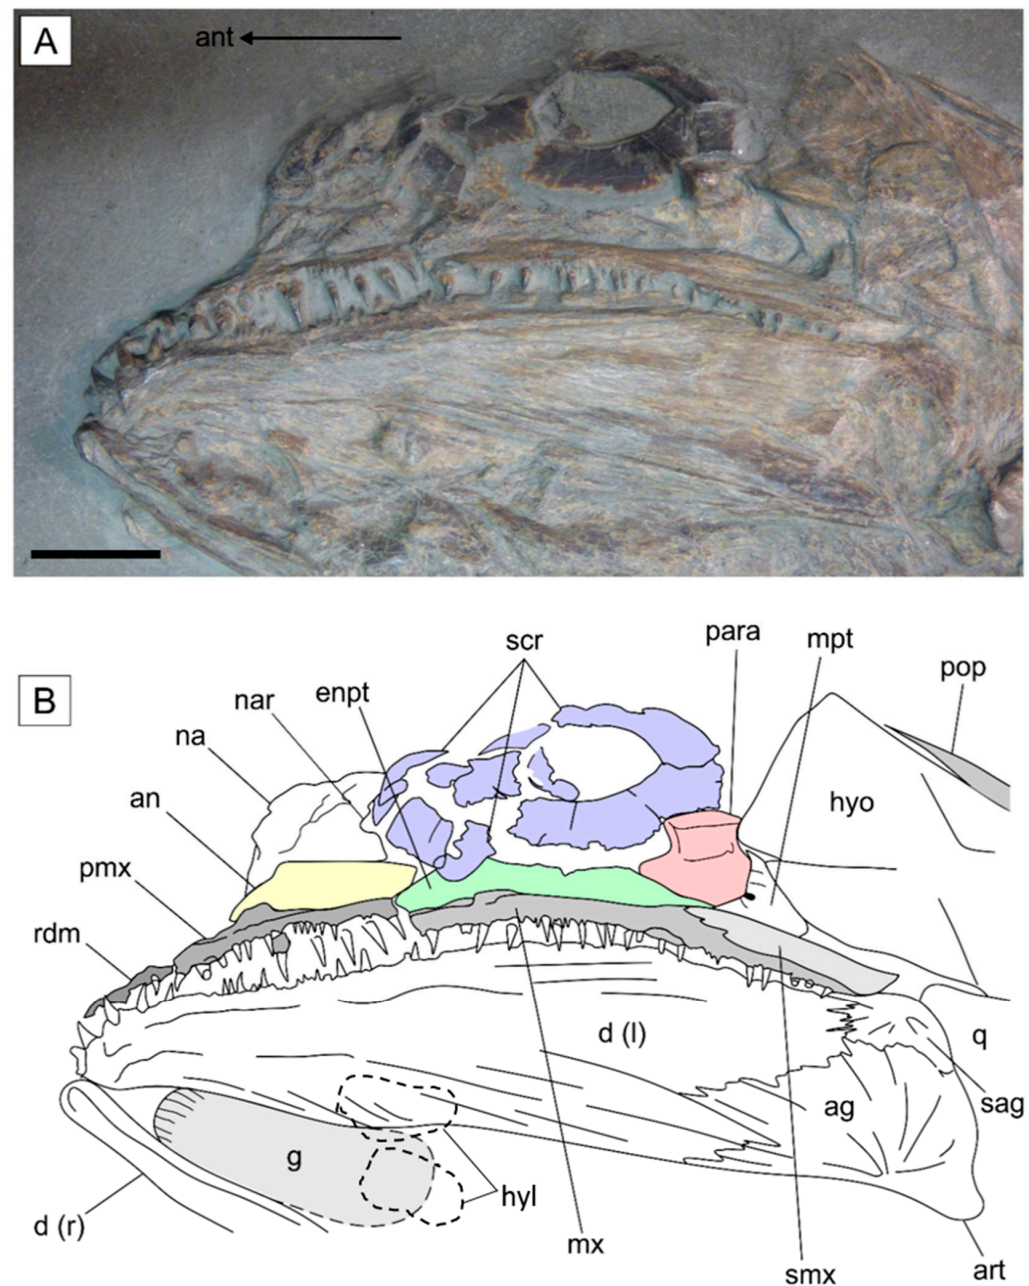 A
ant
B
scr
para
mpt
pop
nar
enpt
na
hyo
an
pmx
rdm
d (l)
q
ag
sag
g
hyl
d (r)
mx
smx
art